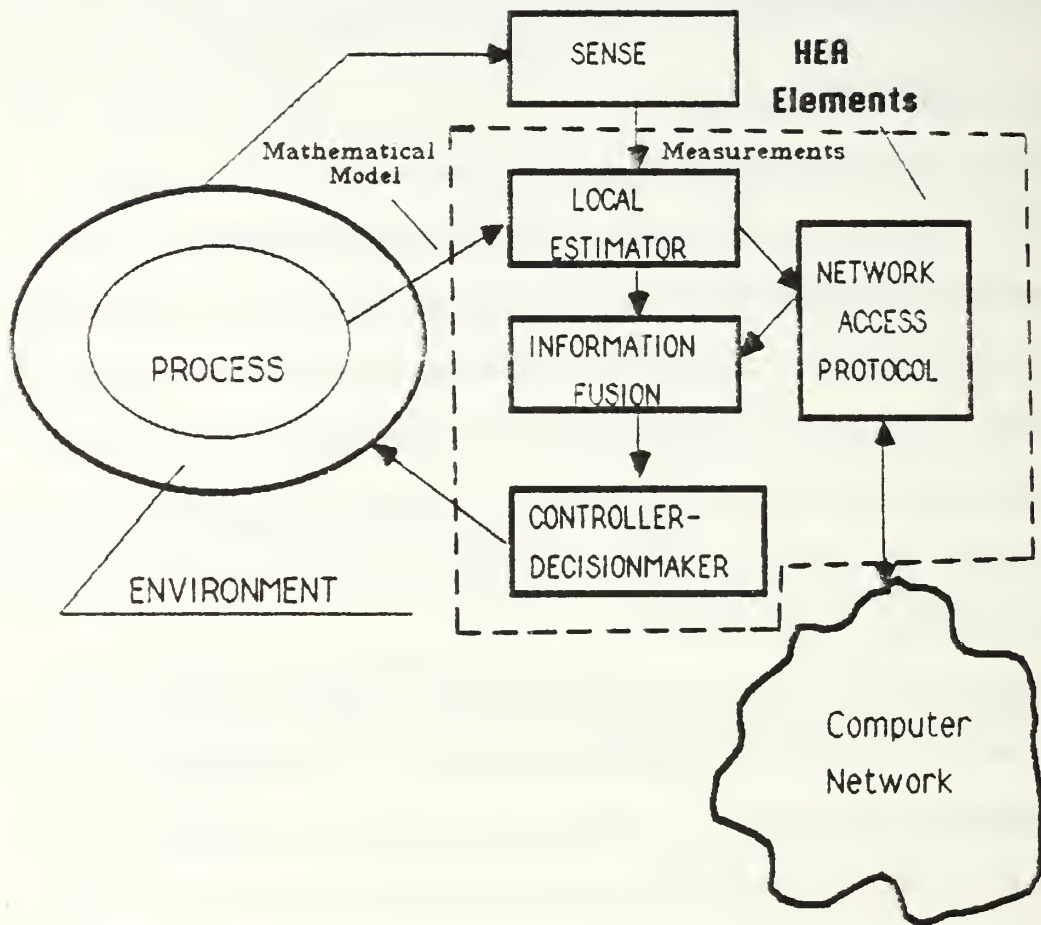 SENSE
HEA
Elements
Mathematical
Model
Measurements
LOCAL
ESTIMATOR
NETWORK
ACCESS
PROTOCOL
INFORMATION
FUSION
PROCESS
CONTROLLER-
DECISIONMAKER
ENVIRONMENT
Computer
Network